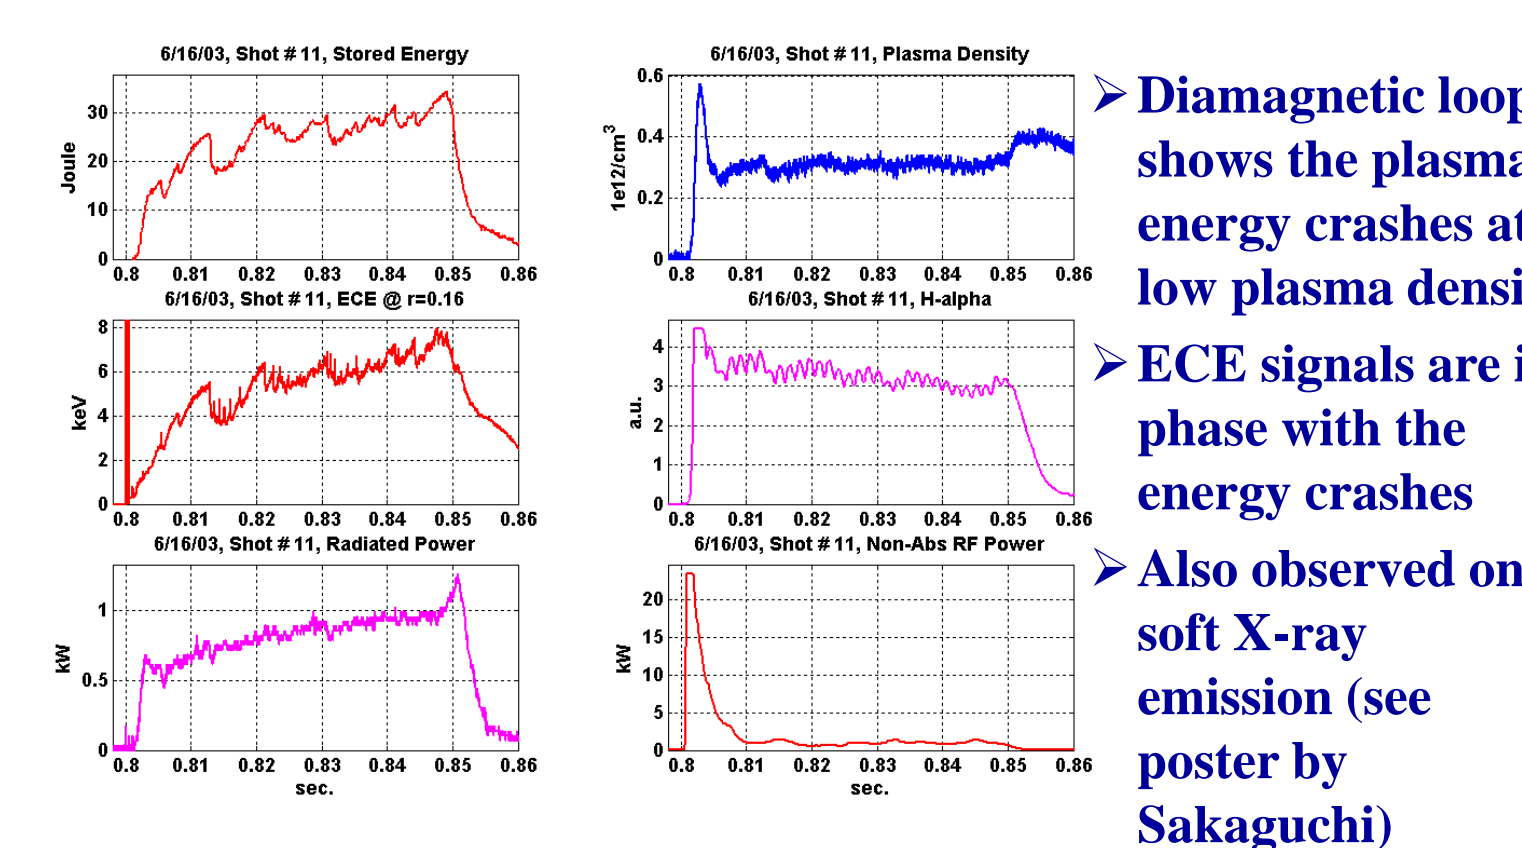 6/16/03, Shot # 11, Stored Energy
30
20
10
0
Joule
0.8 0.81 0.82 0.83 0.84 0.85 0.86
6/16/03, Shot # 11, ECE @ r=0.16
8
6
4
2
0
keV
0.8 0.81 0.82 0.83 0.84 0.85 0.86
6/16/03, Shot # 11, Radiated Power
1
0.5
0
kW
0.8 0.81 0.82 0.83 0.84 0.85 0.86
sec.
6/16/03, Shot # 11, Plasma Density
0.6
0.4
0.2
0
1e12/cm³
0.8 0.81 0.82 0.83 0.84 0.85 0.86
6/16/03, Shot # 11, H-alpha
4
3
2
1
0
a.u.
0.8 0.81 0.82 0.83 0.84 0.85 0.86
6/16/03, Shot # 11, Non-Abs RF Power
20
15
10
5
0
kW
0.8 0.81 0.82 0.83 0.84 0.85 0.86
sec.
➢ Diamagnetic loop
shows the plasma
energy crashes at
low plasma densi
➢ ECE signals are i
phase with the
energy crashes
➢ Also observed on
soft X-ray
emission (see
poster by
Sakaguchi)